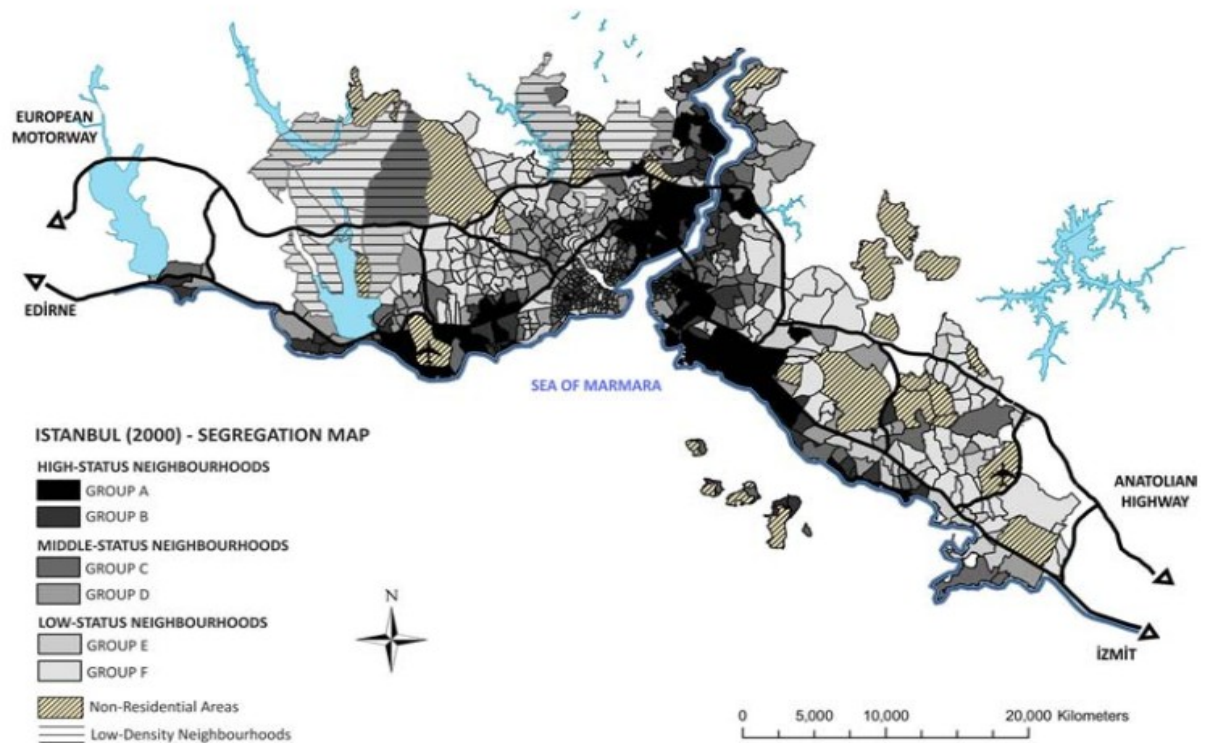 EUROPEAN
MOTORWAY
EDİRNE
SEA OF MARMARA
ISTANBUL (2000) - SEGREGATION MAP
HIGH-STATUS NEIGHBOURHOODS
GROUP A
GROUP B
MIDDLE-STATUS NEIGHBOURHOODS
GROUP C
GROUP D
LOW-STATUS NEIGHBOURHOODS
GROUP E
GROUP F
Non-Residential Areas
Low-Density Neighbourhoods
N
ANATOLIAN
HIGHWAY
İZMİT
0 5,000 10,000 20,000 Kilometers